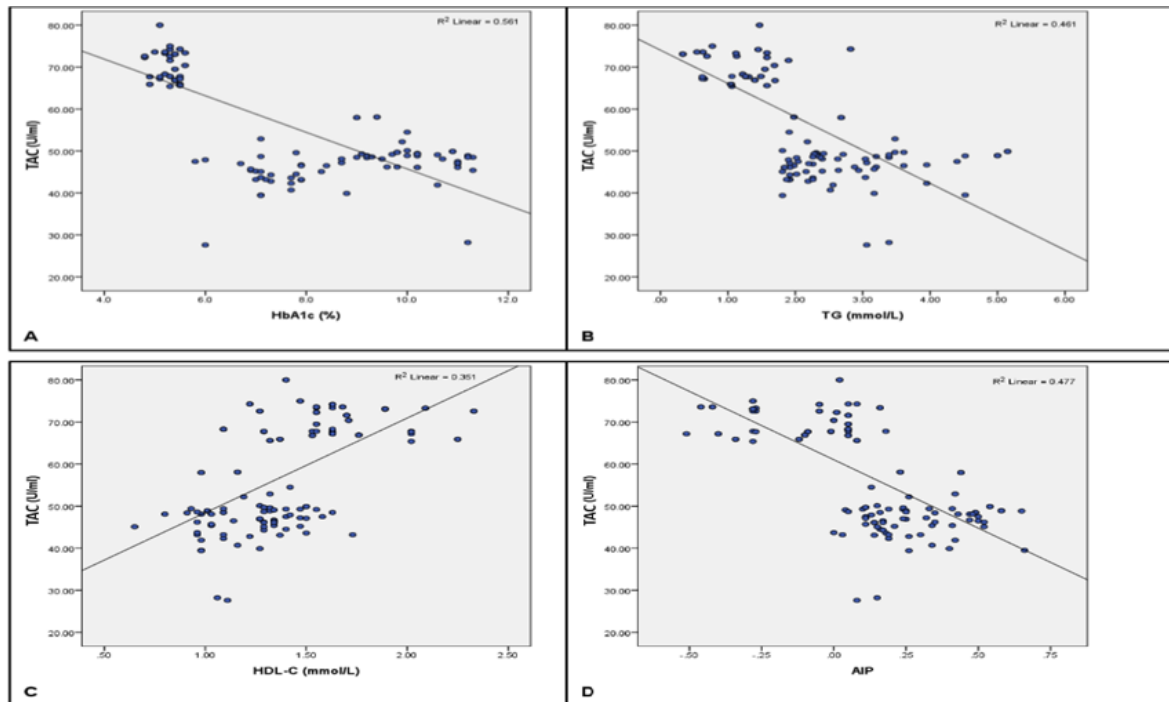 R² Linear = 0.561
80.00
70.00
60.00
50.00
40.00
30.00
20.00
TAC (U/ml)
4.0 6.0 8.0 10.0 12.0
HbA1c (%)
A
R² Linear = 0.461
80.00
70.00
60.00
50.00
40.00
30.00
20.00
TAC (U/ml)
.00 1.00 2.00 3.00 4.00 5.00 6.00
TG (mmol/L)
B
R² Linear = 0.351
80.00
70.00
60.00
50.00
40.00
30.00
20.00
TAC (U/ml)
.50 1.00 1.50 2.00 2.50
HDL-C (mmol/L)
C
R² Linear = 0.477
80.00
70.00
60.00
50.00
40.00
30.00
20.00
TAC (U/ml)
-.50 -.25 .00 .25 .50 .75
AIP
D